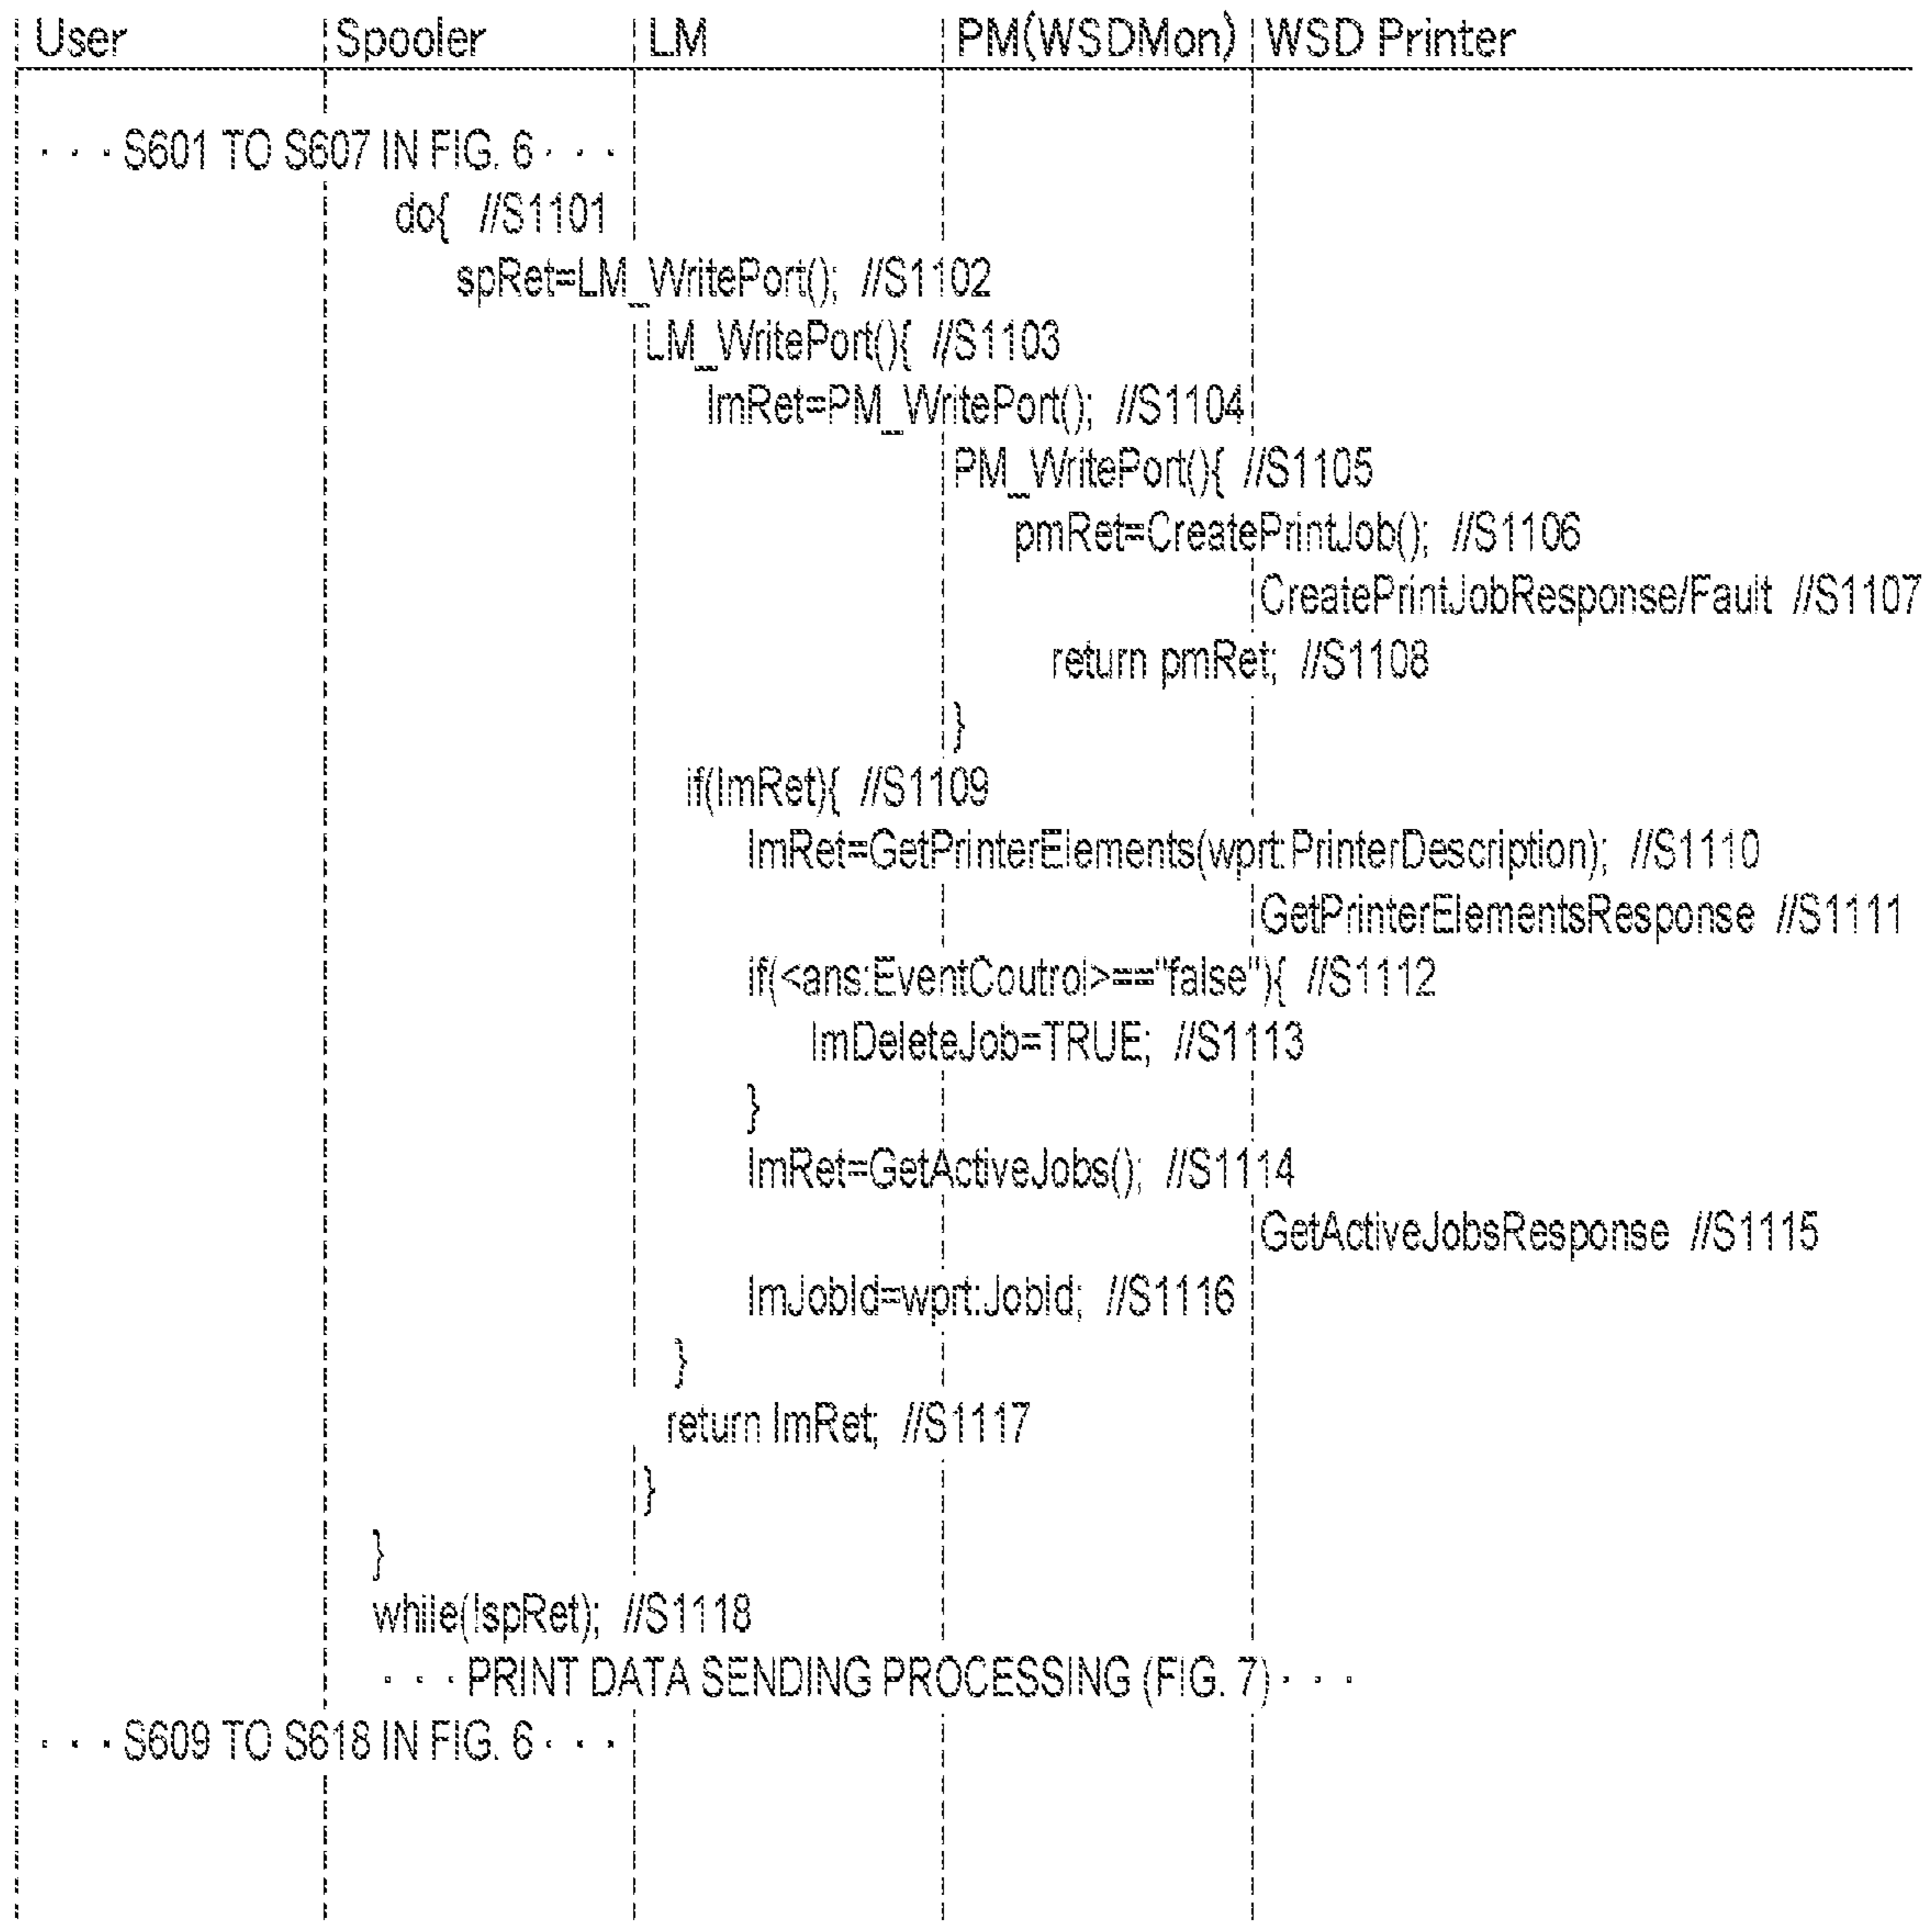 User Spooler LM PM(WSDMon) WSD Printer
· · · S601 TO S607 IN FIG. 6 · · ·
do{ //S1101
spRet=LM_WritePort(); //S1102
LM_WritePort(){ //S1103
lmRet=PM_WritePort(); //S1104
PM_WritePort(){ //S1105
pmRet=CreatePrintJob(); //S1106
CreatePrintJobResponse/Fault //S1107
return pmRet; //S1108
}
if(lmRet){ //S1109
lmRet=GetPrinterElements(wprt:PrinterDescription); //S1110
GetPrinterElementsResponse //S1111
if(<ans:EventCoutrol>=="false"){ //S1112
lmDeleteJob=TRUE; //S1113
}
lmRet=GetActiveJobs(); //S1114
GetActiveJobsResponse //S1115
lmJobId=wprt:JobId; //S1116
}
return lmRet; //S1117
}
}
while(!spRet); //S1118
· · · PRINT DATA SENDING PROCESSING (FIG. 7) · · ·
· · · S609 TO S618 IN FIG. 6 · · ·